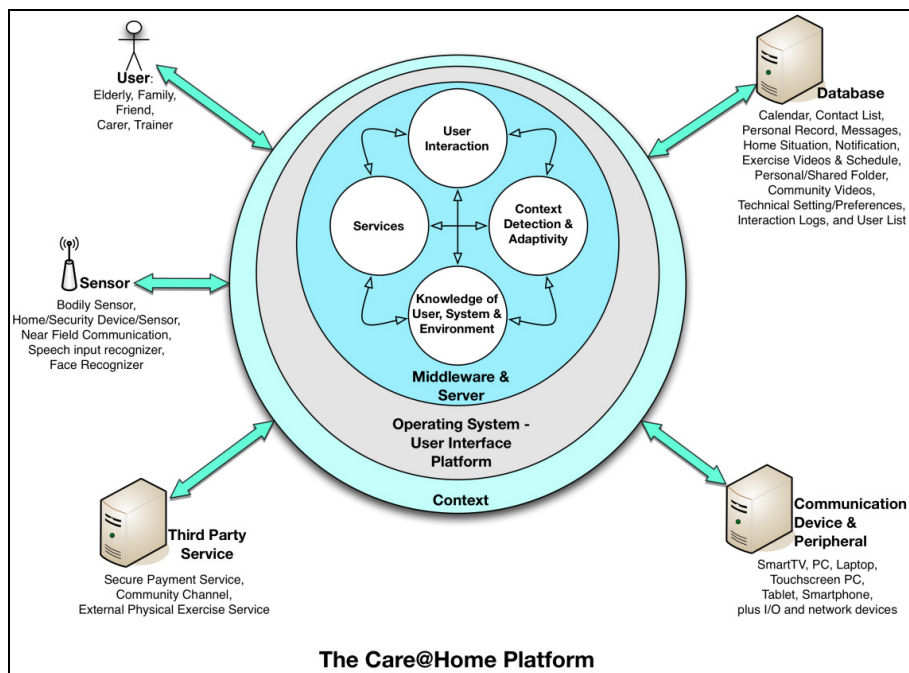 User:
Elderly, Family,
Friend,
Carer, Trainer
Database
Calendar, Contact List,
Personal Record, Messages,
Home Situation, Notification,
Exercise Videos & Schedule,
Personal/Shared Folder,
Community Videos,
Technical Setting/Preferences,
Interaction Logs, and User List
User
Interaction
Services
Context
Detection &
Adaptivity
Knowledge of
User, System &
Environment
Middleware &
Server
Operating System -
User Interface
Platform
Context
Sensor
Bodily Sensor,
Home/Security Device/Sensor,
Near Field Communication,
Speech input recognizer,
Face Recognizer
Third Party
Service
Secure Payment Service,
Community Channel,
External Physical Exercise Service
Communication
Device &
Peripheral
SmartTV, PC, Laptop,
Touchscreen PC,
Tablet, Smartphone,
plus I/O and network devices
The Care@Home Platform